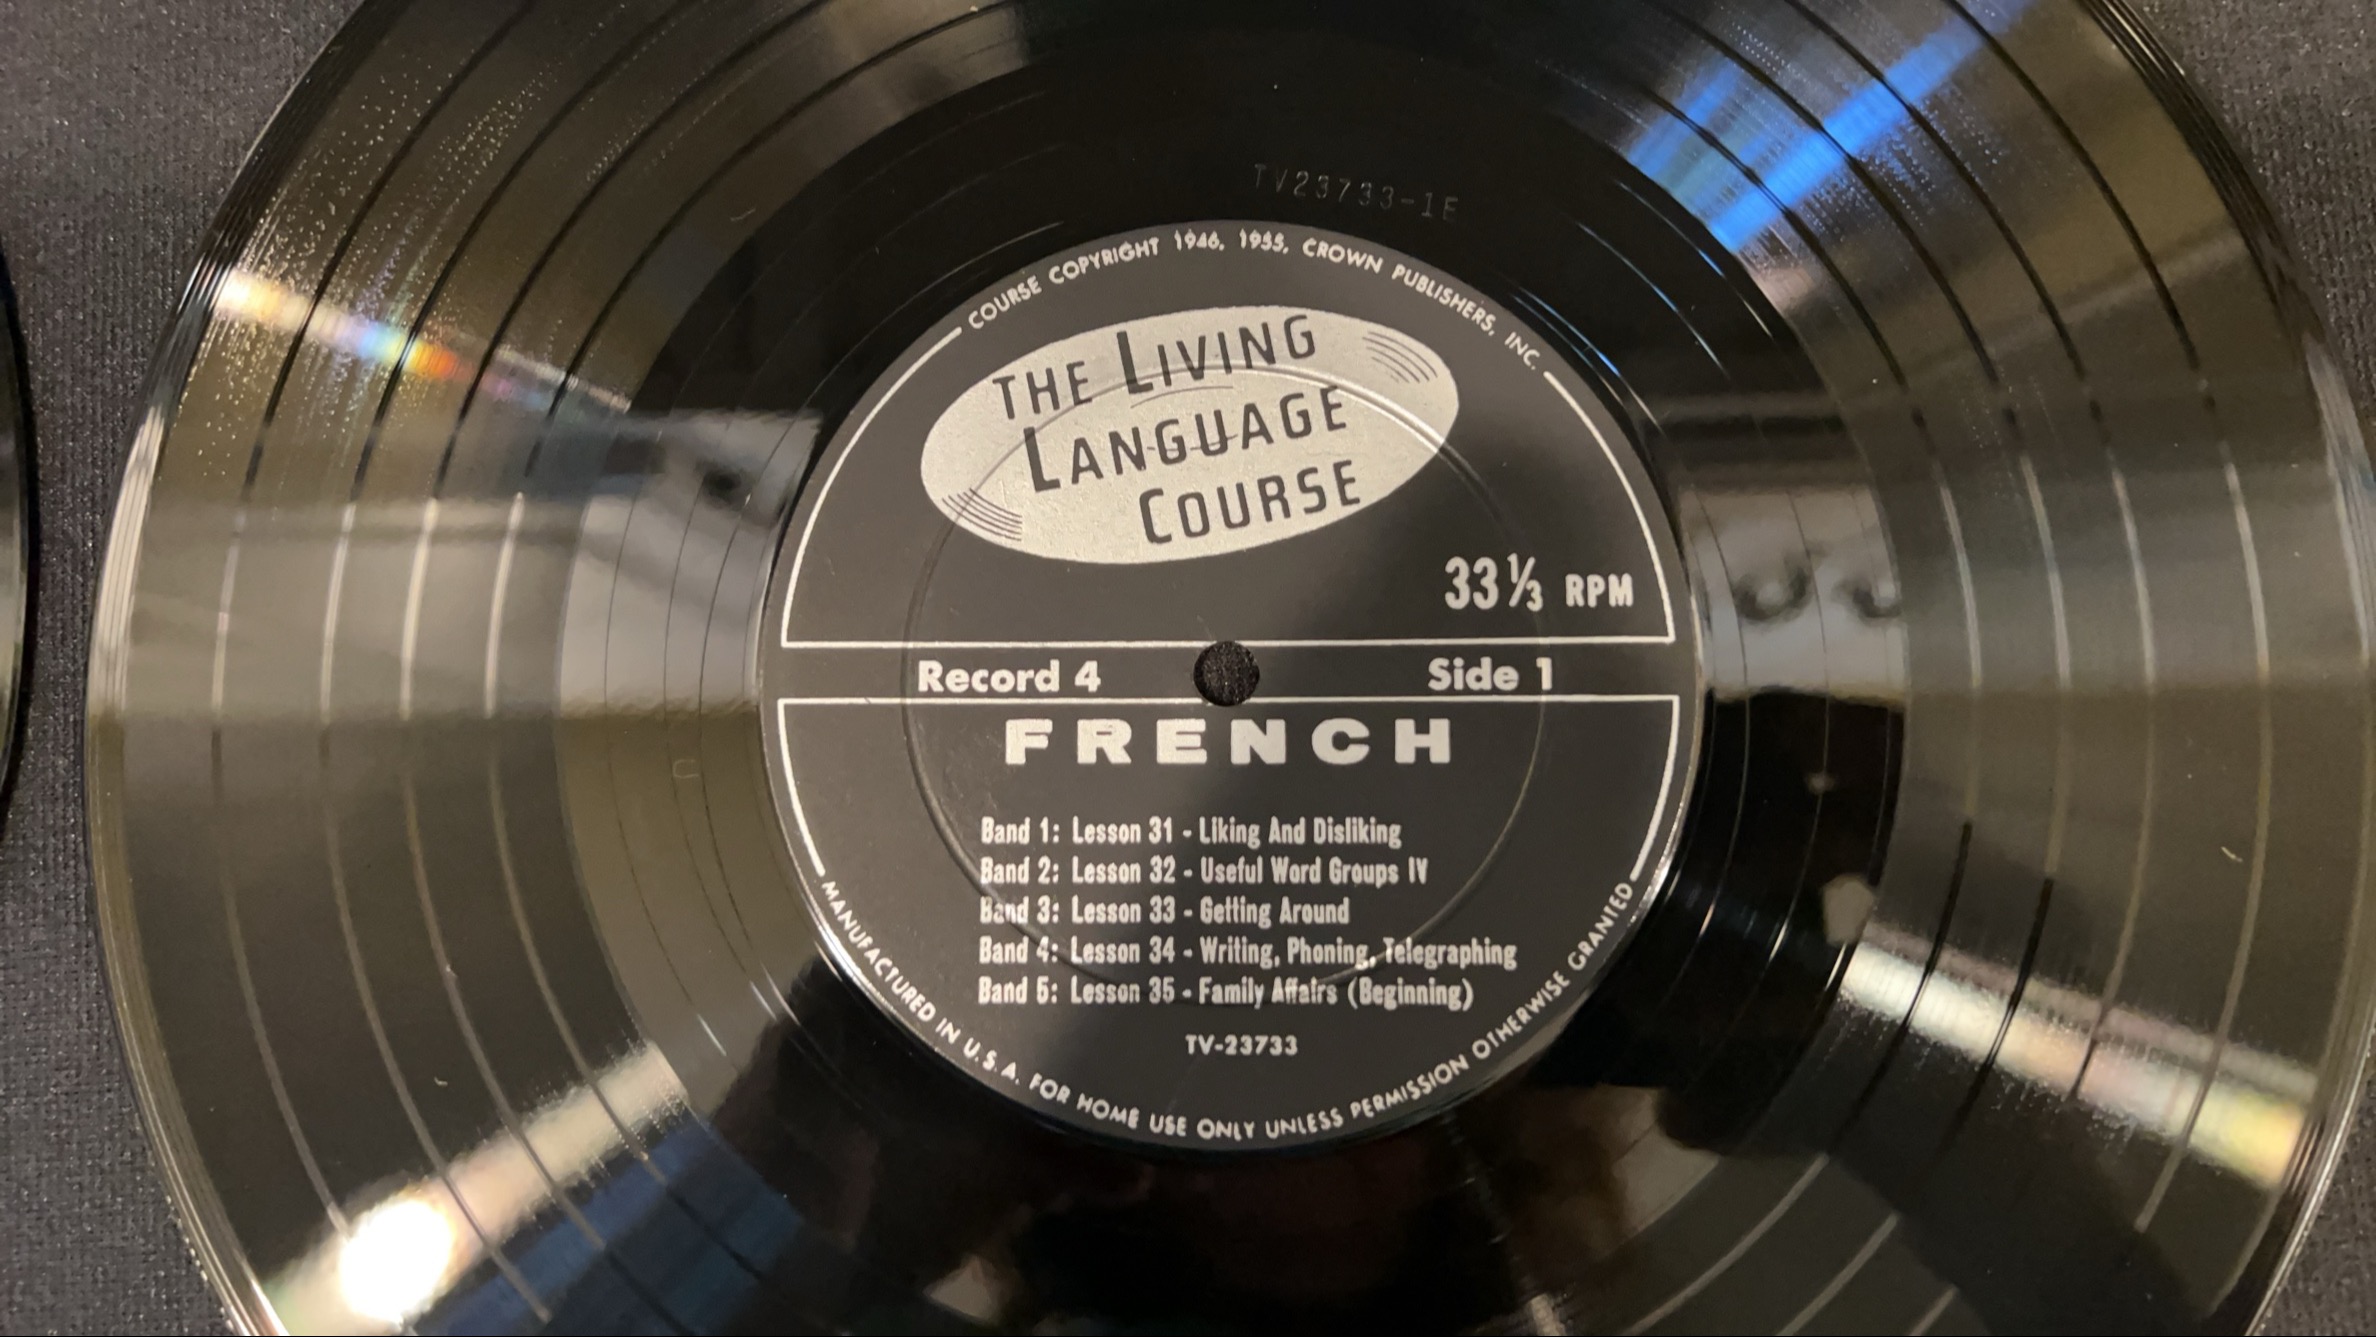 TV23733-1E
COURSE COPYRIGHT 1946, 1955, CROWN PUBLISHERS, INC.
THE LIVING
LANGUAGE
COURSE
33⅓ RPM
Record 4 Side 1
FRENCH
Band 1: Lesson 31 - Liking And Disliking
Band 2: Lesson 32 - Useful Word Groups IV
Band 3: Lesson 33 - Getting Around
Band 4: Lesson 34 - Writing, Phoning, Telegraphing
Band 5: Lesson 35 - Family Affairs (Beginning)
TV-23733
MANUFACTURED IN U.S.A. FOR HOME USE ONLY UNLESS PERMISSION OTHERWISE GRANTED